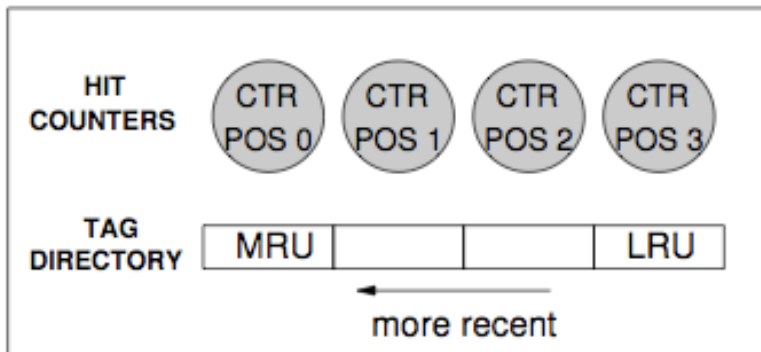 HIT
COUNTERS
CTR
POS 0
CTR
POS 1
CTR
POS 2
CTR
POS 3
TAG
DIRECTORY
MRU
LRU
more recent